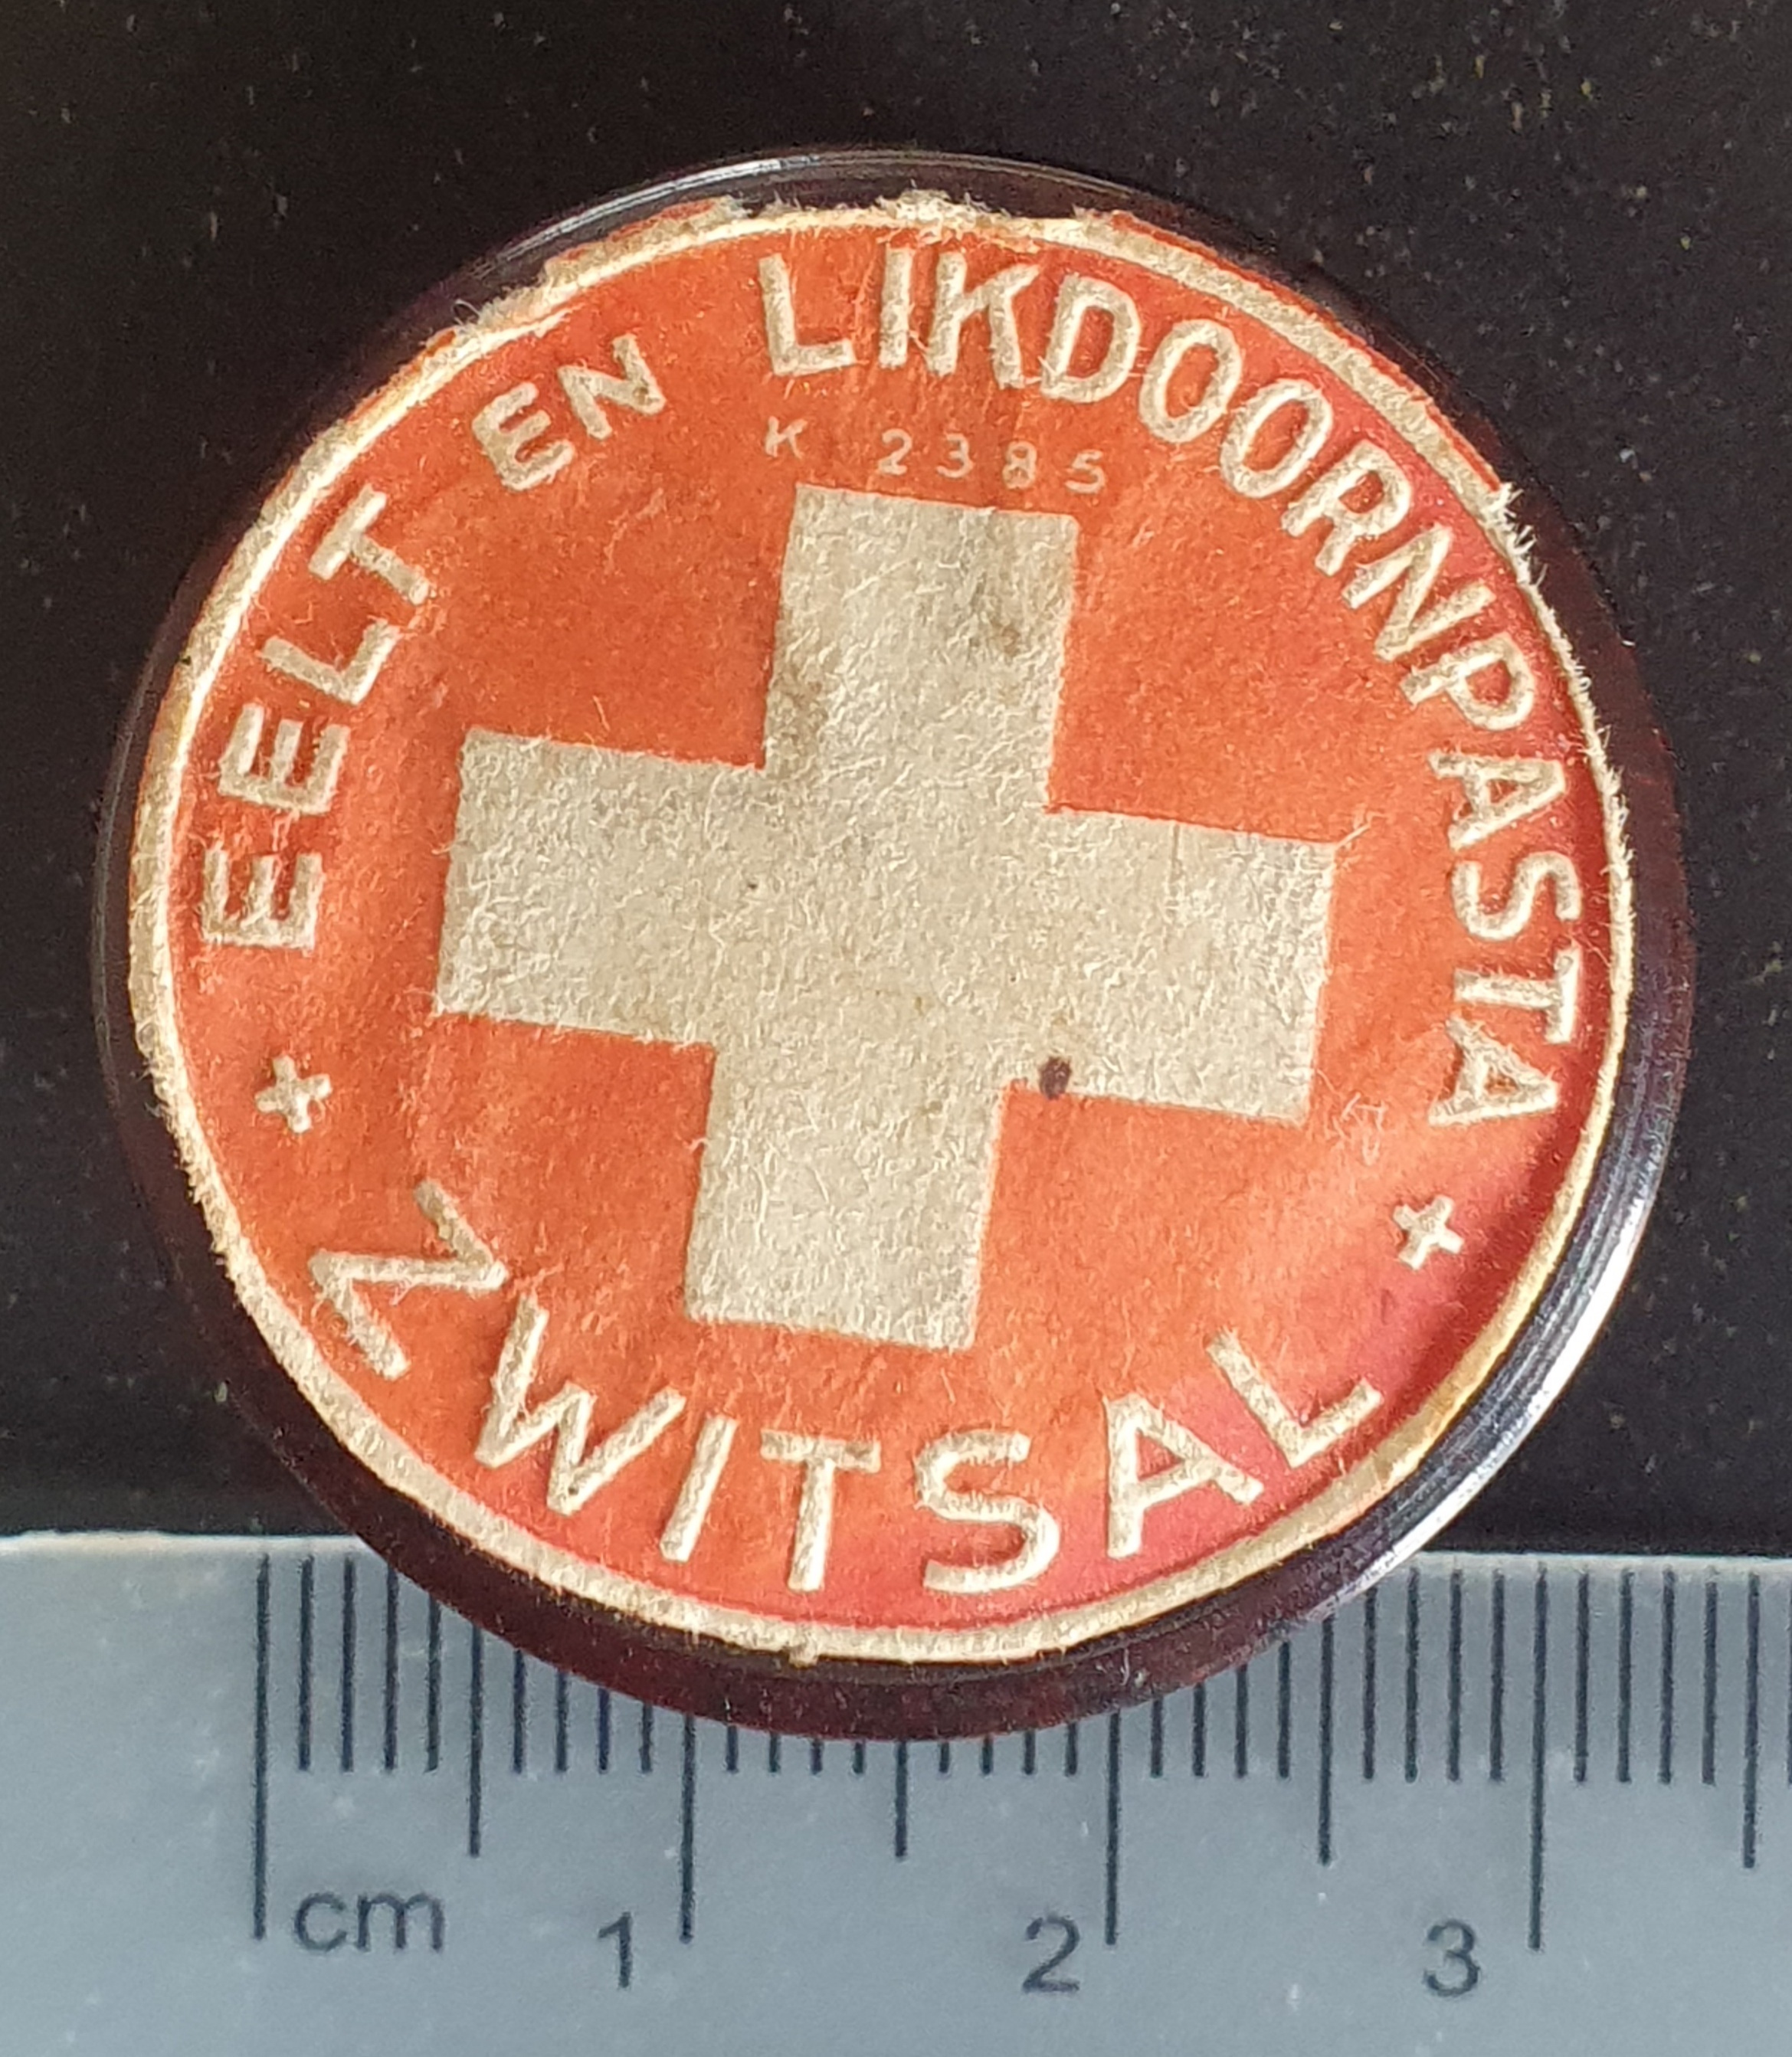 EELT EN LIKDOORNPASTA
K 2385
ZWITSAL
cm 1 2 3